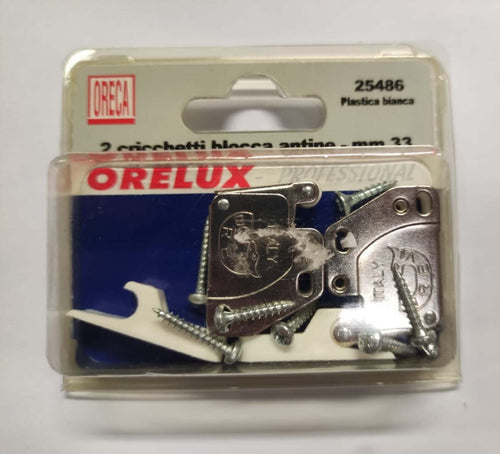 ORECA
25486
Plastica bianca
2 cricchetti blocca antine - mm 33
ORELUX - PROFESSIONAL
ITALY
ITALY